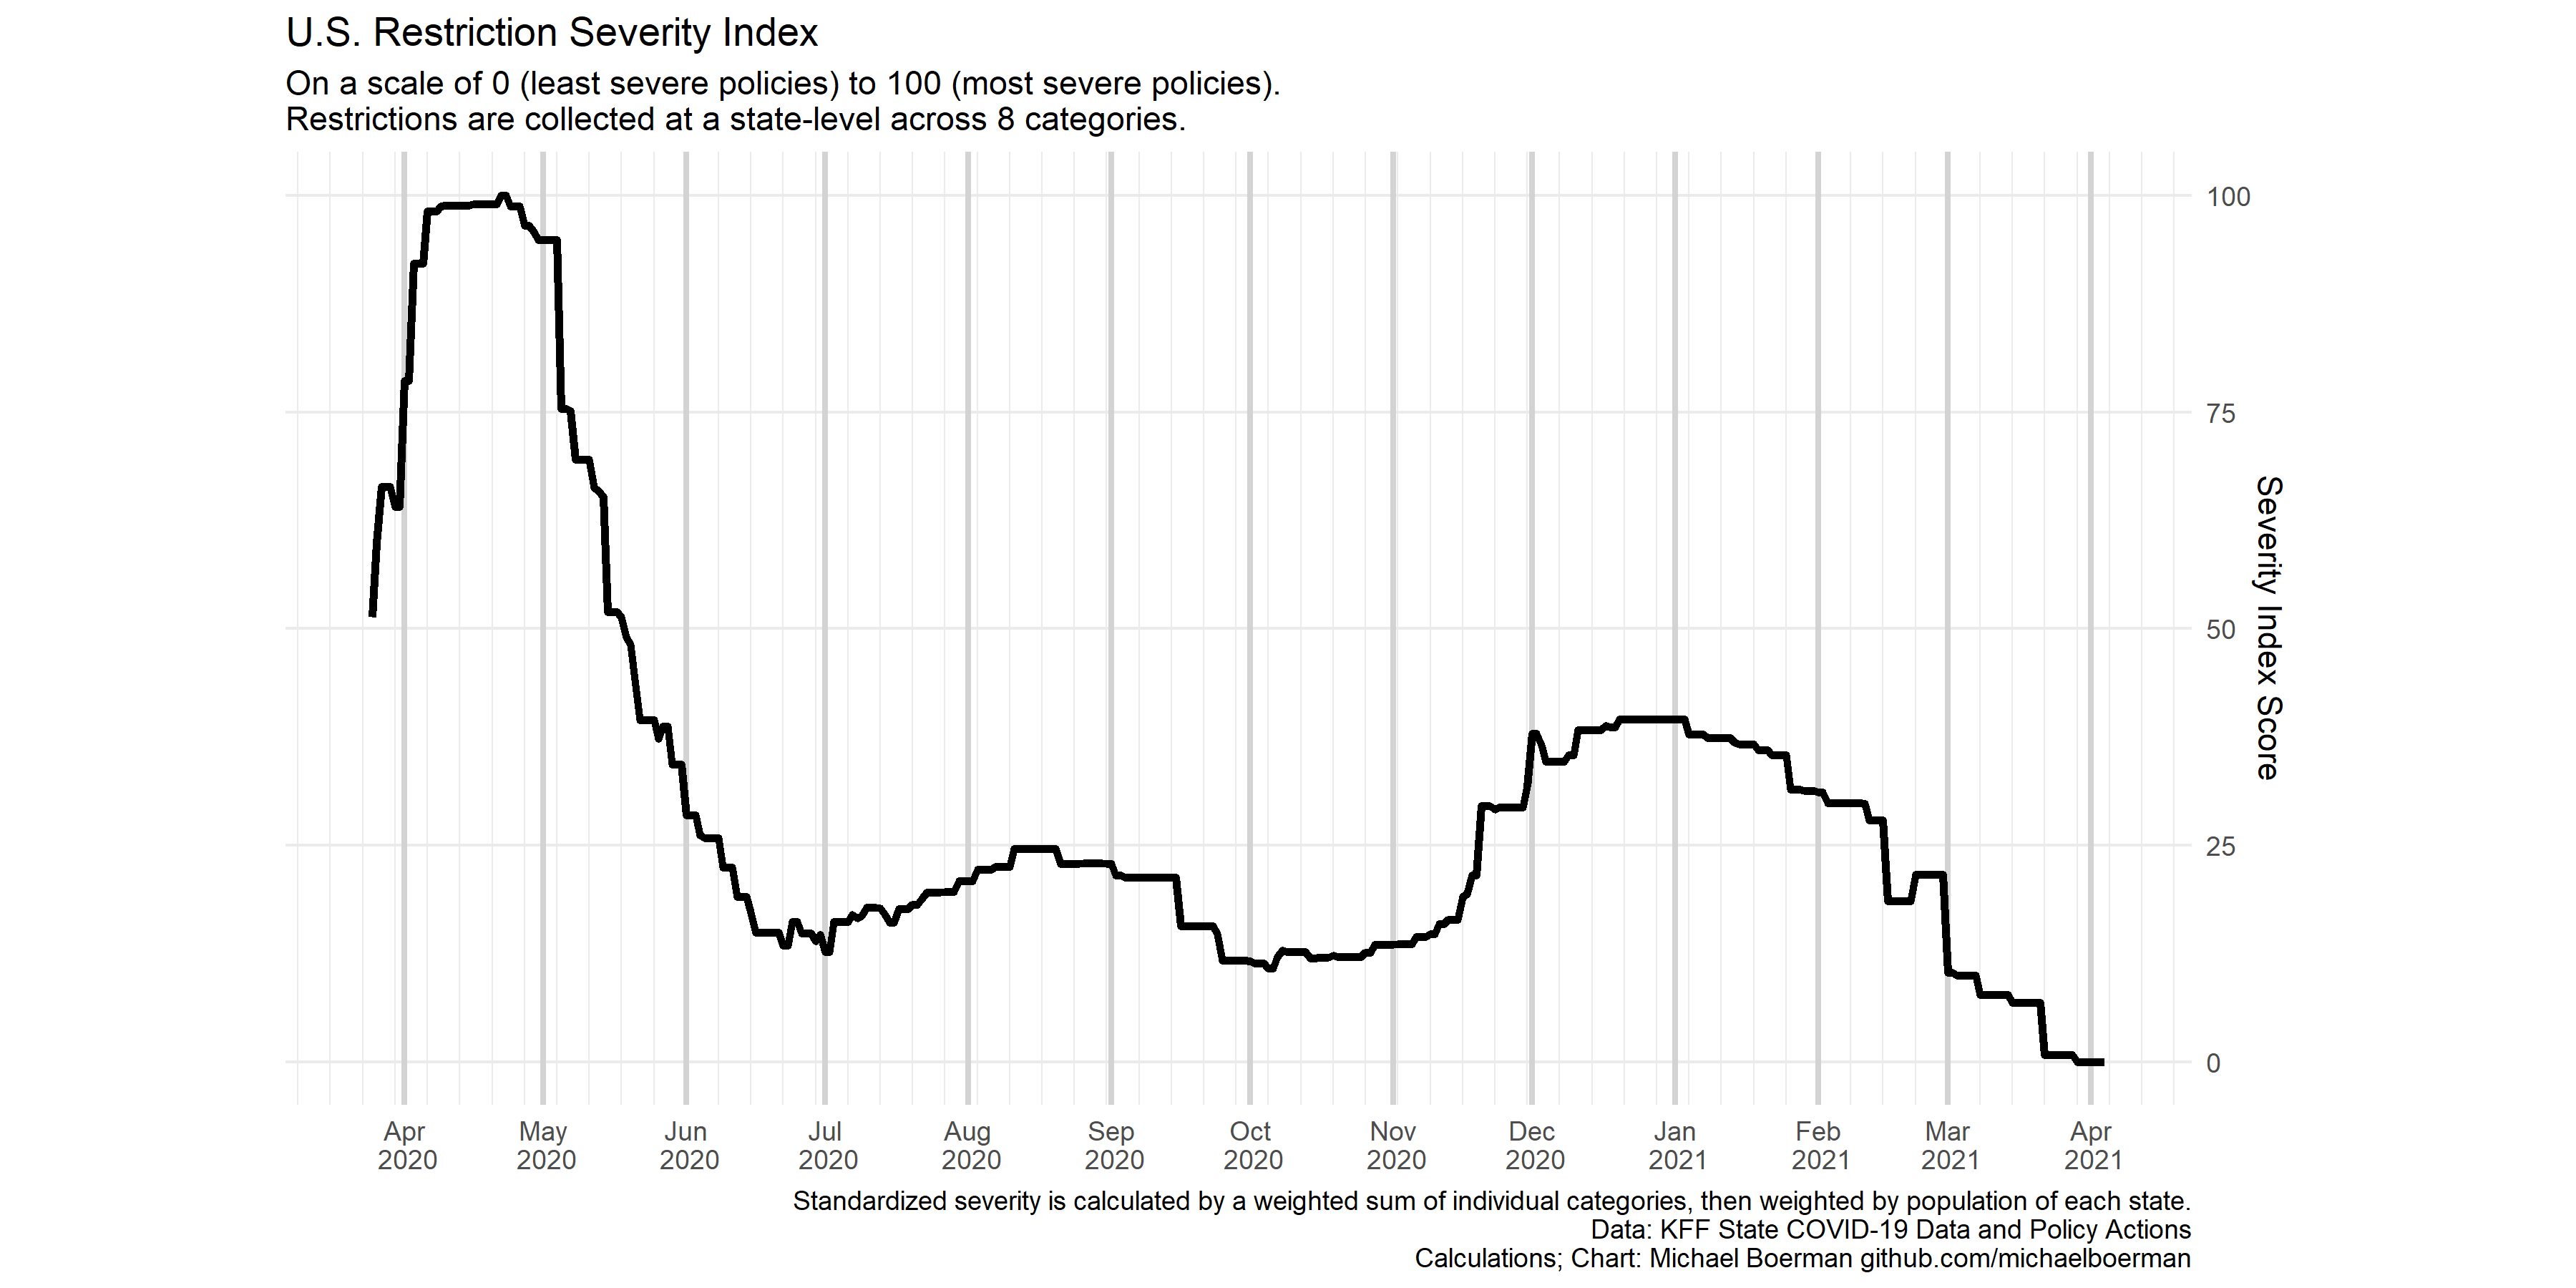 U.S. Restriction Severity Index
On a scale of 0 (least severe policies) to 100 (most severe policies).
Restrictions are collected at a state-level across 8 categories.
100
75
50
25
0
Severity Index Score
Apr 2020
May 2020
Jun 2020
Jul 2020
Aug 2020
Sep 2020
Oct 2020
Nov 2020
Dec 2020
Jan 2021
Feb 2021
Mar 2021
Apr 2021
Standardized severity is calculated by a weighted sum of individual categories, then weighted by population of each state.
Data: KFF State COVID-19 Data and Policy Actions
Calculations; Chart: Michael Boerman github.com/michaelboerman